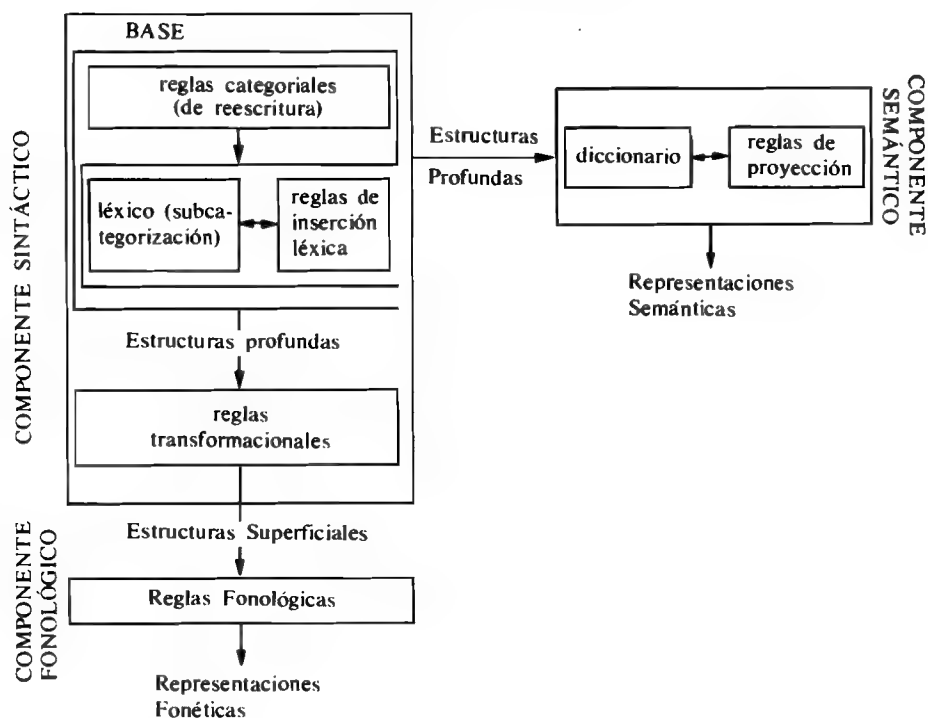 BASE
reglas categoriales
(de reescritura)
léxico (subca-
tegorización)
reglas de
inserción
léxica
Estructuras profundas
reglas
transformacionales
COMPONENTE SINTÁCTICO
Estructuras
Profundas
diccionario
reglas de
proyección
COMPONENTE
SEMÁNTICO
Representaciones
Semánticas
Estructuras Superficiales
Reglas Fonológicas
COMPONENTE
FONOLÓGICO
Representaciones
Fonéticas